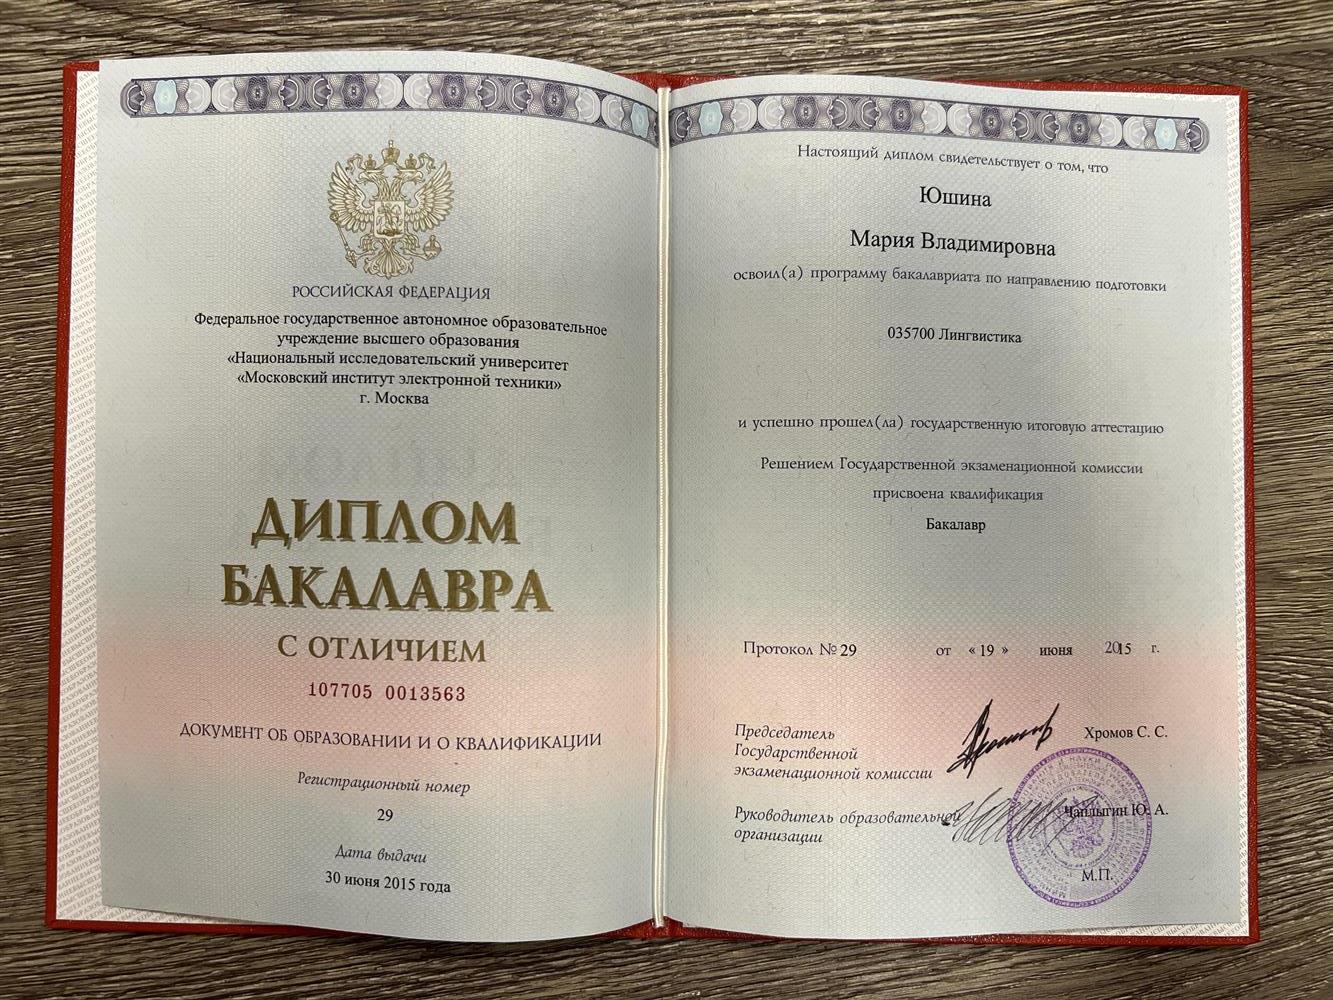 РОССИЙСКАЯ ФЕДЕРАЦИЯ
Федеральное государственное автономное образовательное
учреждение высшего образования
«Национальный исследовательский университет
«Московский институт электронной техники»
г. Москва
ДИПЛОМ
БАКАЛАВРА
С ОТЛИЧИЕМ
107705 0013563
ДОКУМЕНТ ОБ ОБРАЗОВАНИИ И О КВАЛИФИКАЦИИ
Регистрационный номер
29
Дата выдачи
30 июня 2015 года
Настоящий диплом свидетельствует о том, что
Юшина
Мария Владимировна
освоил(а) программу бакалавриата по направлению подготовки
035700 Лингвистика
и успешно прошел(ла) государственную итоговую аттестацию
Решением Государственной экзаменационной комиссии
присвоена квалификация
Бакалавр
Протокол № 29 от « 19 » июня 2015 г.
Председатель
Государственной
экзаменационной комиссии
Хромов С. С.
Руководитель образовательной
организации
Чаплыгин Ю. А.
М.П.